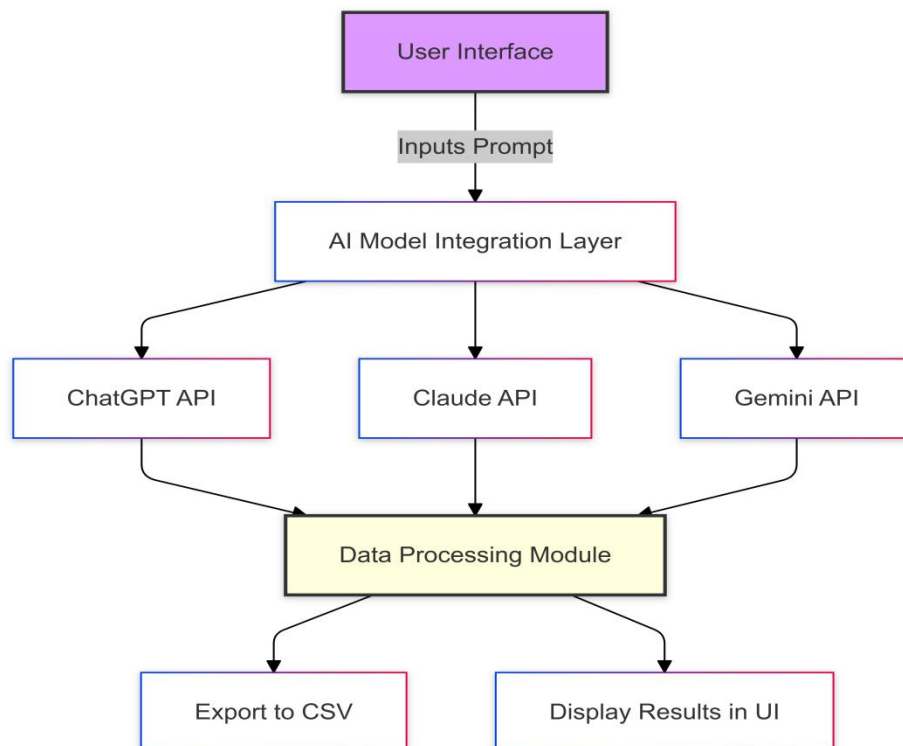 User Interface
Inputs Prompt
AI Model Integration Layer
ChatGPT API
Claude API
Gemini API
Data Processing Module
Export to CSV
Display Results in UI